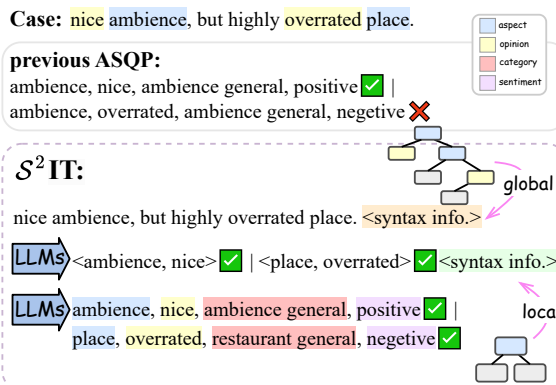 Case: nice ambience, but highly overrated place.
aspect
opinion
category
sentiment
previous ASQP:
ambience, nice, ambience general, positive ✅ |
ambience, overrated, ambience general, negetive ❌
S²IT:
global
nice ambience, but highly overrated place. <syntax info.>
LLMs <ambience, nice> ✅ | <place, overrated> ✅ <syntax info.>
loca
LLMs ambience, nice, ambience general, positive ✅ |
place, overrated, restaurant general, negetive ✅